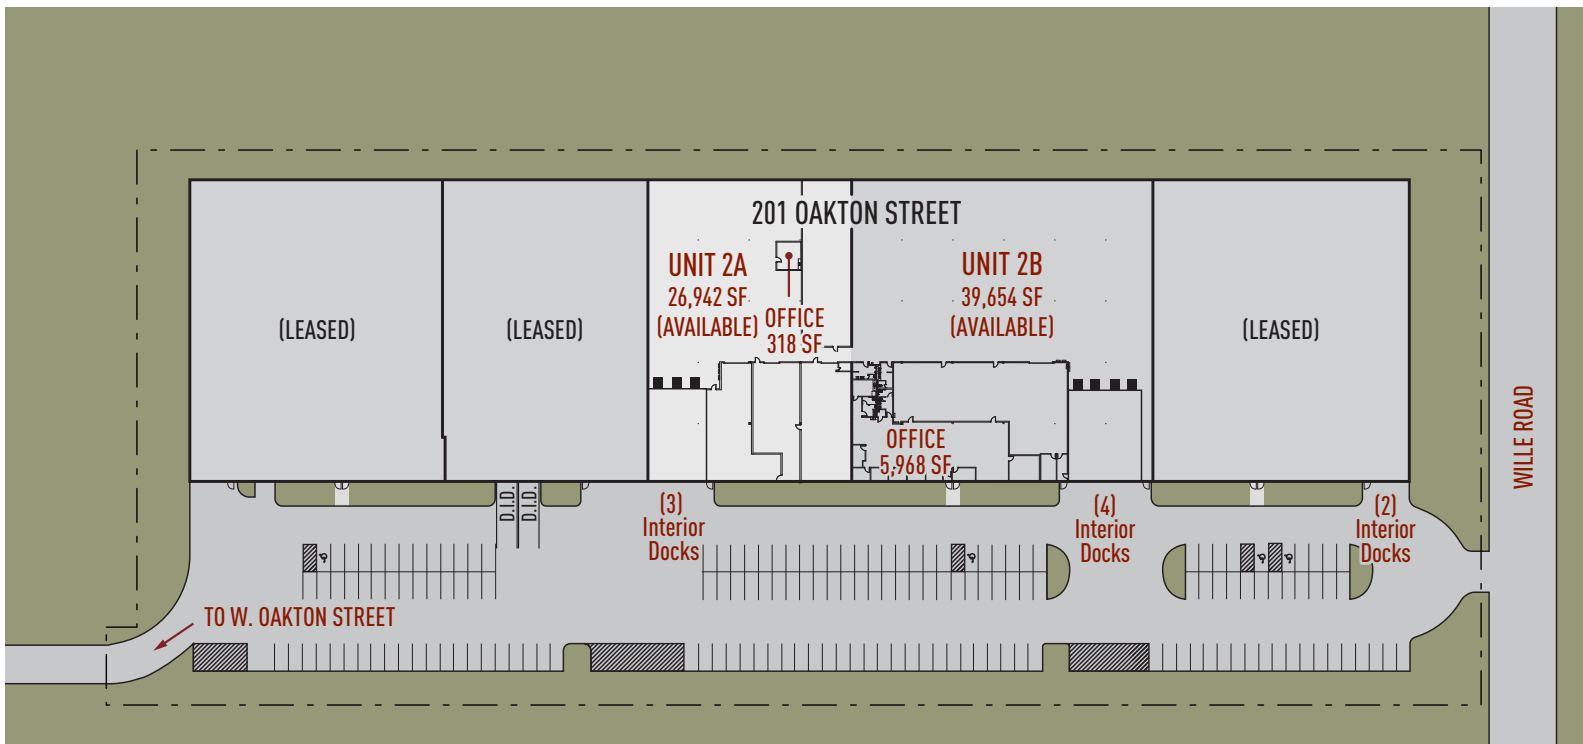 201 OAKTON STREET
UNIT 2A
26,942 SF
(AVAILABLE)
OFFICE
318 SF
UNIT 2B
39,654 SF
(AVAILABLE)
(LEASED)
(LEASED)
(LEASED)
OFFICE
5,968 SF
D.I.D.
D.I.D.
(3)
Interior
Docks
(4)
Interior
Docks
(2)
Interior
Docks
TO W. OAKTON STREET
WILLE ROAD